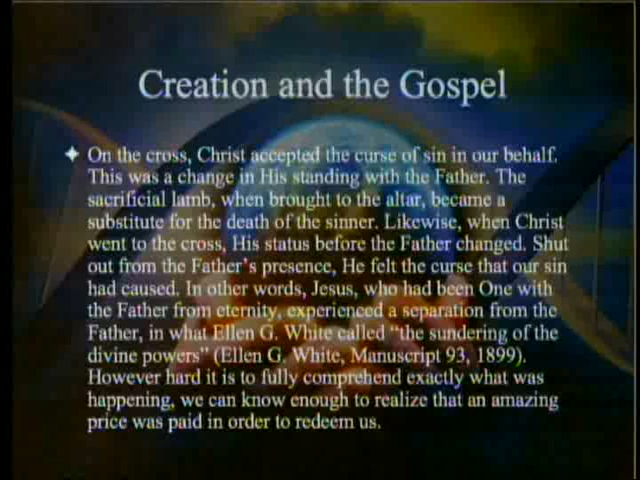 Creation and the Gospel
On the cross, Christ accepted the curse of sin in our behalf.
This was a change in His standing with the Father. The
sacrificial lamb, when brought to the altar, became a
substitute for the death of the sinner. Likewise, when Christ
went to the cross, His status before the Father changed. Shut
out from the Father's presence, He felt the curse that our sin
had caused. In other words, Jesus, who had been One with
the Father from eternity, experienced a separation from the
Father, in what Ellen G. White called “the sundering of the
divine powers” (Ellen G. White, Manuscript 93, 1899).
However hard it is to fully comprehend exactly what was
happening, we can know enough to realize that an amazing
price was paid in order to redeem us.